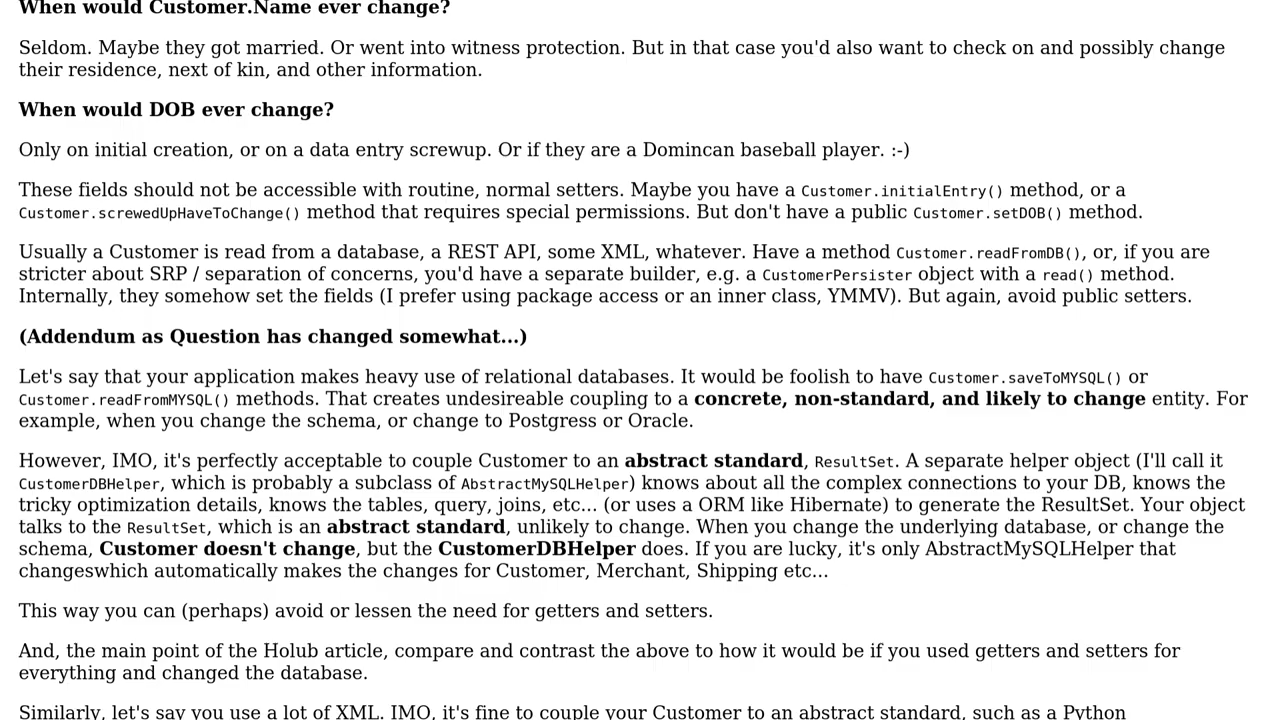 When would Customer.Name ever change?
Seldom. Maybe they got married. Or went into witness protection. But in that case you'd also want to check on and possibly change
their residence, next of kin, and other information.
When would DOB ever change?
Only on initial creation, or on a data entry screwup. Or if they are a Domincan baseball player. :-)
These fields should not be accessible with routine, normal setters. Maybe you have a Customer.initialEntry() method, or a
Customer.screwedUpHaveToChange() method that requires special permissions. But don't have a public Customer.setDOB() method.
Usually a Customer is read from a database, a REST API, some XML, whatever. Have a method Customer.readFromDB(), or, if you are
stricter about SRP / separation of concerns, you'd have a separate builder, e.g. a CustomerPersister object with a read() method.
Internally, they somehow set the fields (I prefer using package access or an inner class, YMMV). But again, avoid public setters.
(Addendum as Question has changed somewhat...)
Let's say that your application makes heavy use of relational databases. It would be foolish to have Customer.saveToMYSQL() or
Customer.readFromMYSQL() methods. That creates undesireable coupling to a concrete, non-standard, and likely to change entity. For
example, when you change the schema, or change to Postgress or Oracle.
However, IMO, it's perfectly acceptable to couple Customer to an abstract standard, ResultSet. A separate helper object (I'll call it
CustomerDBHelper, which is probably a subclass of AbstractMySQLHelper) knows about all the complex connections to your DB, knows the
tricky optimization details, knows the tables, query, joins, etc... (or uses a ORM like Hibernate) to generate the ResultSet. Your object
talks to the ResultSet, which is an abstract standard, unlikely to change. When you change the underlying database, or change the
schema, Customer doesn't change, but the CustomerDBHelper does. If you are lucky, it's only AbstractMySQLHelper that
changeswhich automatically makes the changes for Customer, Merchant, Shipping etc...
This way you can (perhaps) avoid or lessen the need for getters and setters.
And, the main point of the Holub article, compare and contrast the above to how it would be if you used getters and setters for
everything and changed the database.
Similarly, let's say you use a lot of XML. IMO, it's fine to couple your Customer to an abstract standard, such as a Python